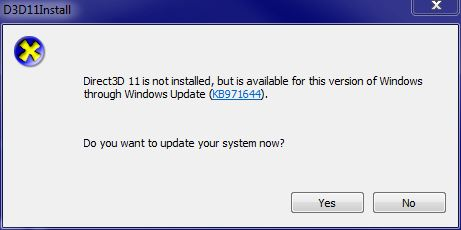 D3D11Install
Direct3D 11 is not installed, but is available for this version of Windows
through Windows Update (KB971644).
Do you want to update your system now?
Yes No